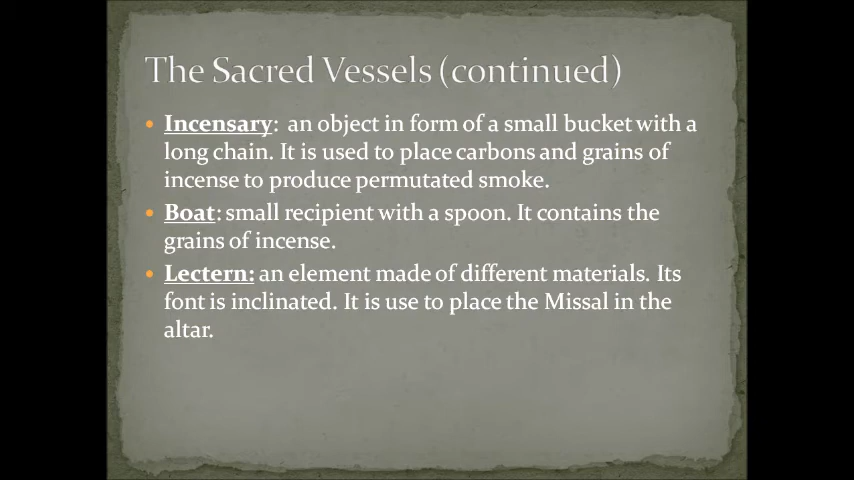 The Sacred Vessels (continued)
• Incensary: an object in form of a small bucket with a
long chain. It is used to place carbons and grains of
incense to produce permutated smoke.
• Boat: small recipient with a spoon. It contains the
grains of incense.
• Lectern: an element made of different materials. Its
font is inclinated. It is use to place the Missal in the
altar.